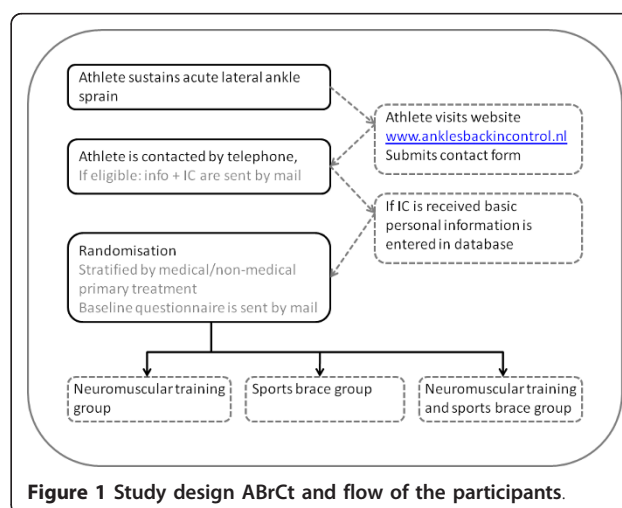 Athlete sustains acute lateral ankle
sprain
Athlete visits website
www.anklesbackincontrol.nl
Submits contact form
Athlete is contacted by telephone,
If eligible: info + IC are sent by mail
If IC is received basic
personal information is
entered in database
Randomisation
Stratified by medical/non-medical
primary treatment
Baseline questionnaire is sent by mail
Neuromuscular training
group
Sports brace group
Neuromuscular training
and sports brace group
Figure 1 Study design ABrCt and flow of the participants.